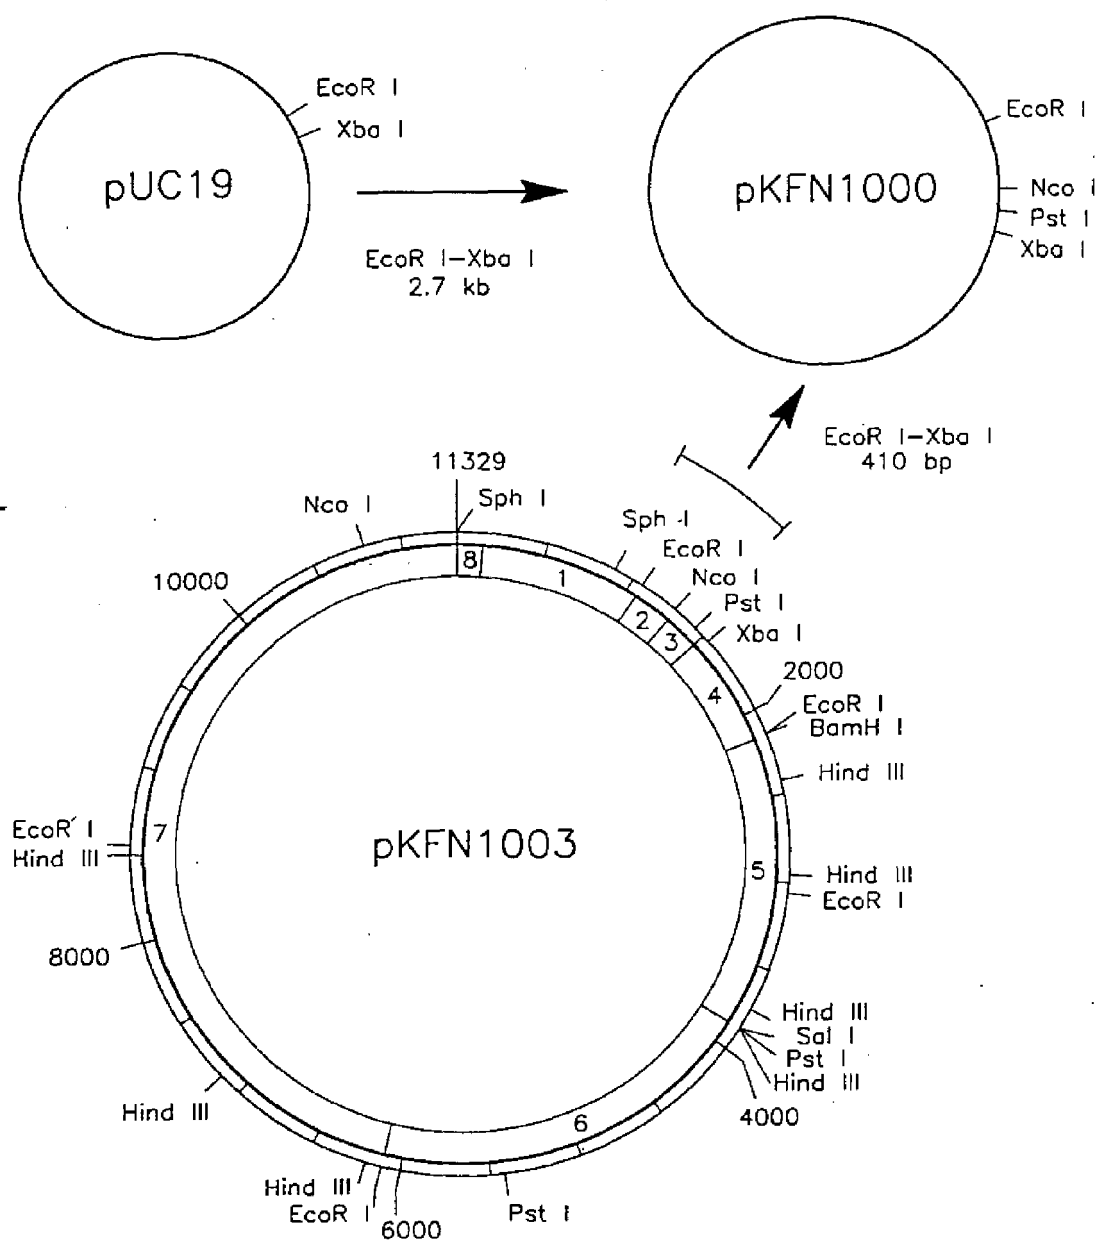 EcoR I
Xba I
pUC19
EcoR I-Xba I
2.7 kb
pKFN1000
EcoR I
Nco I
Pst I
Xba I
EcoR I-Xba I
410 bp
11329
Nco I
Sph I
Sph I
EcoR I
Nco I
Pst I
Xba I
10000
8
1
2
3
4
2000
EcoR I
BamH I
Hind III
pKFN1003
EcoR I
Hind III
7
5
Hind III
EcoR I
8000
Hind III
Sal I
Pst I
Hind III
4000
Hind III
6
Hind III
EcoR I
6000
Pst I